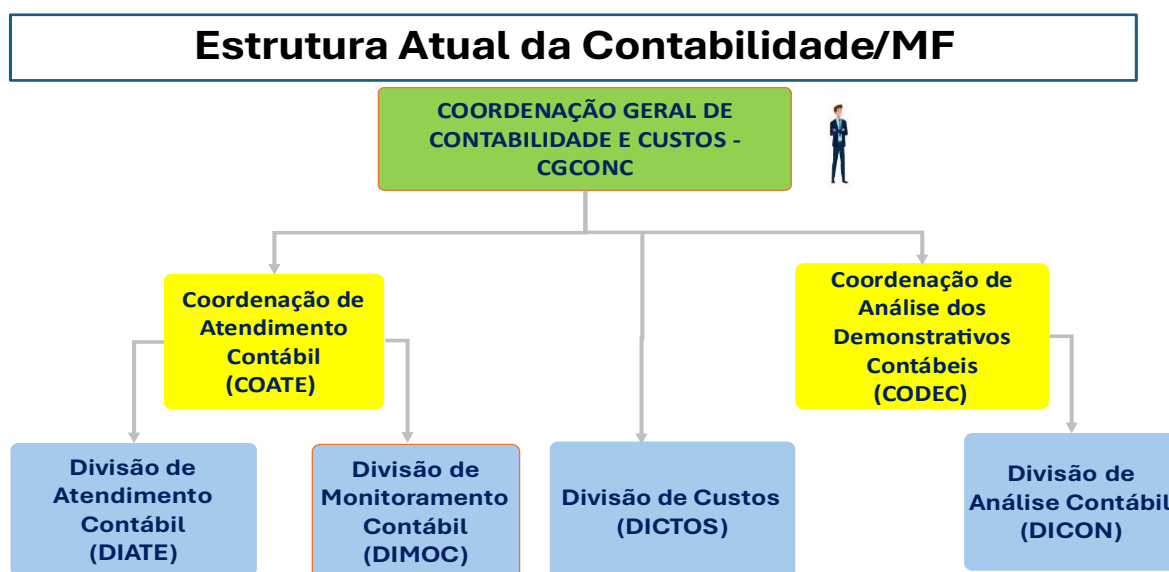 Estrutura Atual da Contabilidade/MF
COORDENAÇÃO GERAL DE
CONTABILIDADE E CUSTOS -
CGCONC
Coordenação de
Atendimento
Contábil
(COATE)
Coordenação de
Análise dos
Demonstrativos
Contábeis
(CODEC)
Divisão de
Atendimento
Contábil
(DIATE)
Divisão de
Monitoramento
Contábil
(DIMOC)
Divisão de Custos
(DICTOS)
Divisão de
Análise Contábil
(DICON)